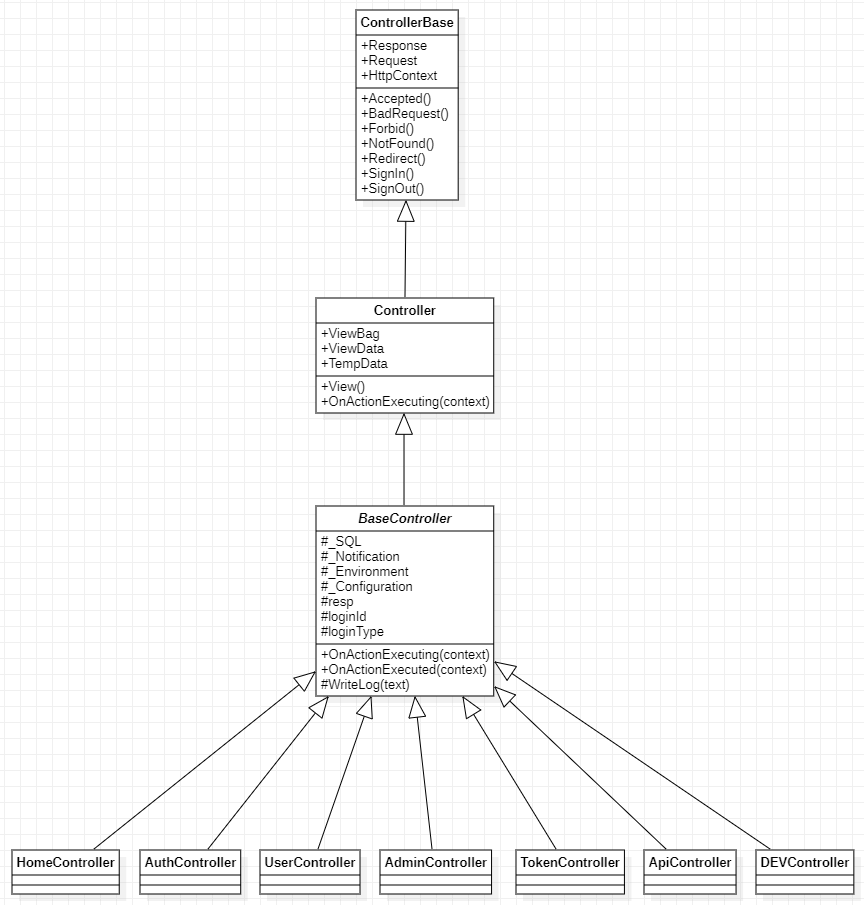 ControllerBase
+Response
+Request
+HttpContext
+Accepted()
+BadRequest()
+Forbid()
+NotFound()
+Redirect()
+SignIn()
+SignOut()
Controller
+ViewBag
+ViewData
+TempData
+View()
+OnActionExecuting(context)
BaseController
#_SQL
#_Notification
#_Environment
#_Configuration
#resp
#loginId
#loginType
+OnActionExecuting(context)
+OnActionExecuted(context)
#WriteLog(text)
HomeController
AuthController
UserController
AdminController
TokenController
ApiController
DEVController